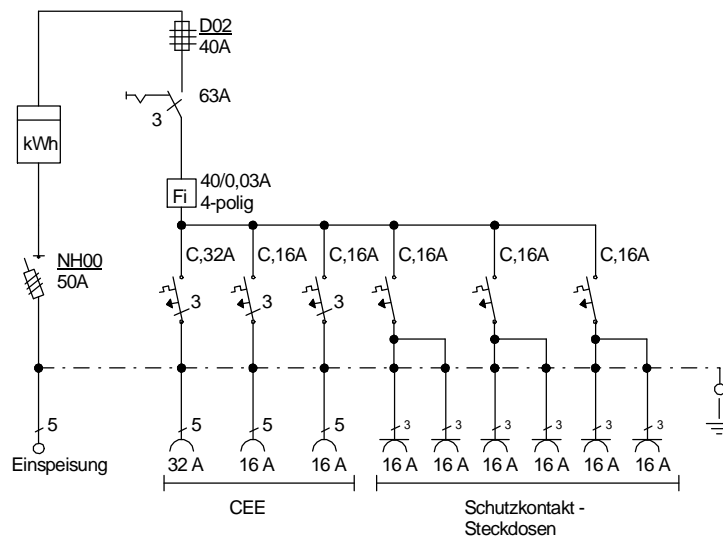 D02
40A
63A
3
kWh
40/0,03A
Fi
4-polig
C,32A C,16A C,16A C,16A C,16A C,16A
NH00
50A
3 3 3
5 5 5 5 3 3 3 3 3 3
Einspeisung 32 A 16 A 16 A 16 A 16 A 16 A 16 A 16 A 16 A
CEE Schutzkontakt -
Steckdosen